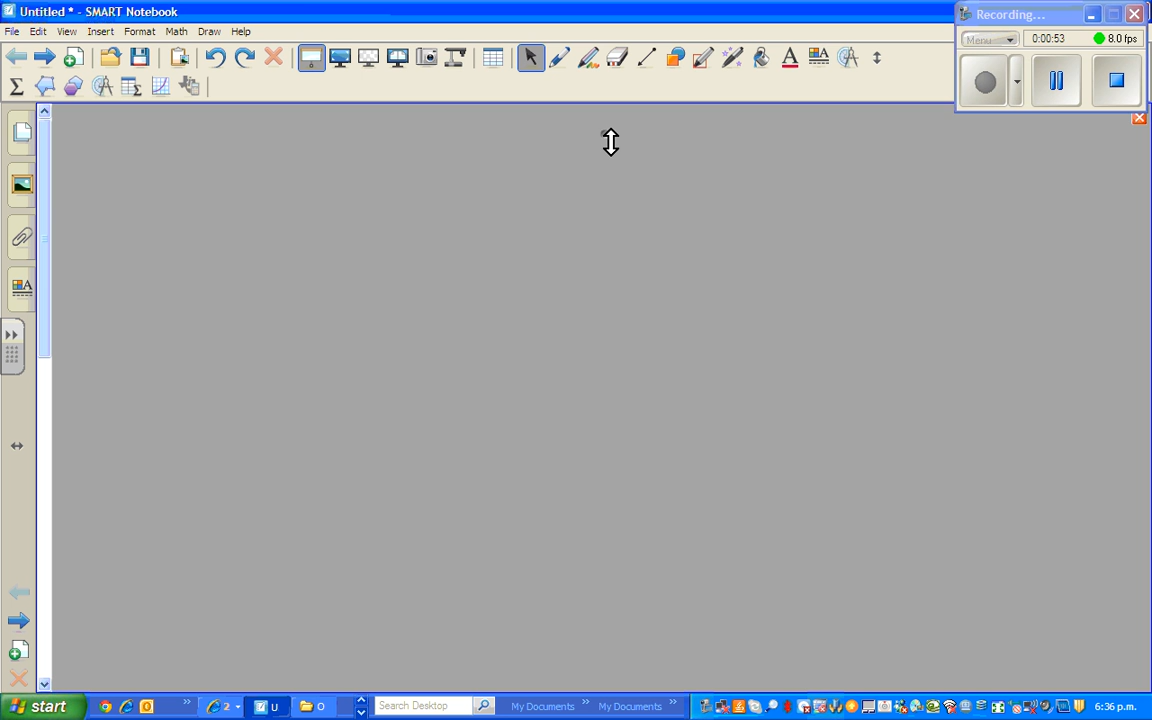 Untitled * - SMART Notebook
Recording...
File Edit View Insert Format Math Draw Help
Menu
0:00:53
8.0 fps
start
2
U
O
Search Desktop
My Documents »
My Documents »
6:36 p.m.